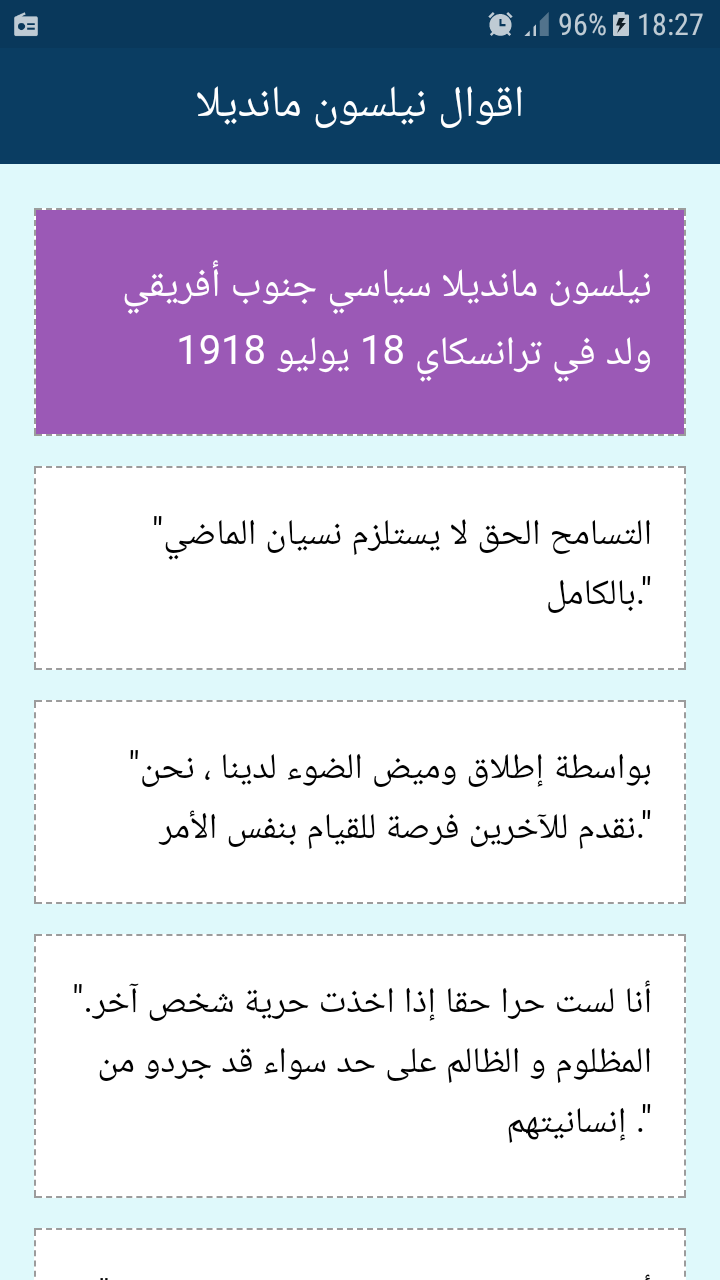 96% 18:27
اقوال نيلسون مانديلا
نيلسون مانديلا سياسي جنوب أفريقي
ولد في ترانسكاي 18 يوليو 1918
التسامح الحق لا يستلزم نسيان الماضي"
".بالكامل
بواسطة إطلاق وميض الضوء لدينا ، نحن"
".نقدم للآخرين فرصة للقيام بنفس الأمر
أنا لست حرا حقا إذا اخذت حرية شخص آخر."
المظلوم و الظالم على حد سواء قد جردو من
". إنسانيتهم